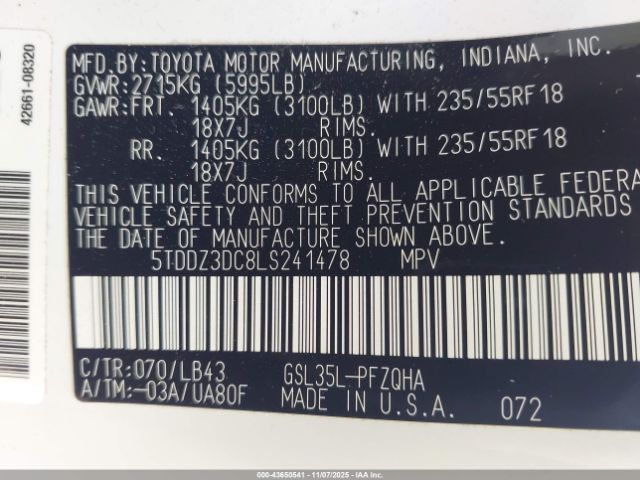 MFD.BY:TOYOTA MOTOR MANUFACTURING, INDIANA, INC.
GVWR:2715KG (5995LB)
GAWR:FRT. 1405KG (3100LB) WITH 235/55RF18
18X7J RIMS.
RR. 1405KG (3100LB) WITH 235/55RF18
18X7J RIMS.
THIS VEHICLE CONFORMS TO ALL APPLICABLE FEDERA
VEHICLE SAFETY AND THEFT PREVENTION STANDARDS
THE DATE OF MANUFACTURE SHOWN ABOVE.
5TDDZ3DC8LS241478 MPV
C/TR:070/LB43 GSL35L-PFZQHA
A/TM:-03A/UA80F MADE IN U.S.A. 072
42661-08320
000-43650541 - 11/07/2025 - IAAI.CA